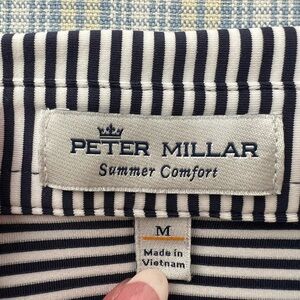 PETER MILLAR
Summer Comfort
M
Made in
Vietnam